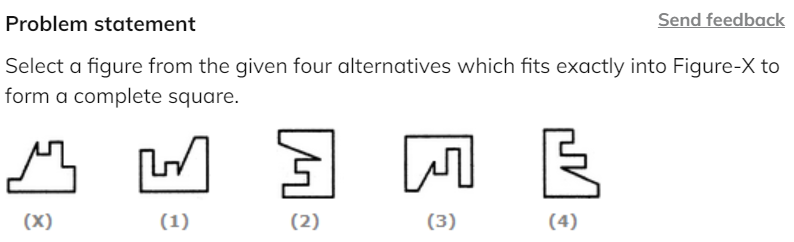 Problem statement
Send feedback
Select a figure from the given four alternatives which fits exactly into Figure-X to
form a complete square.
(X) (1) (2) (3) (4)